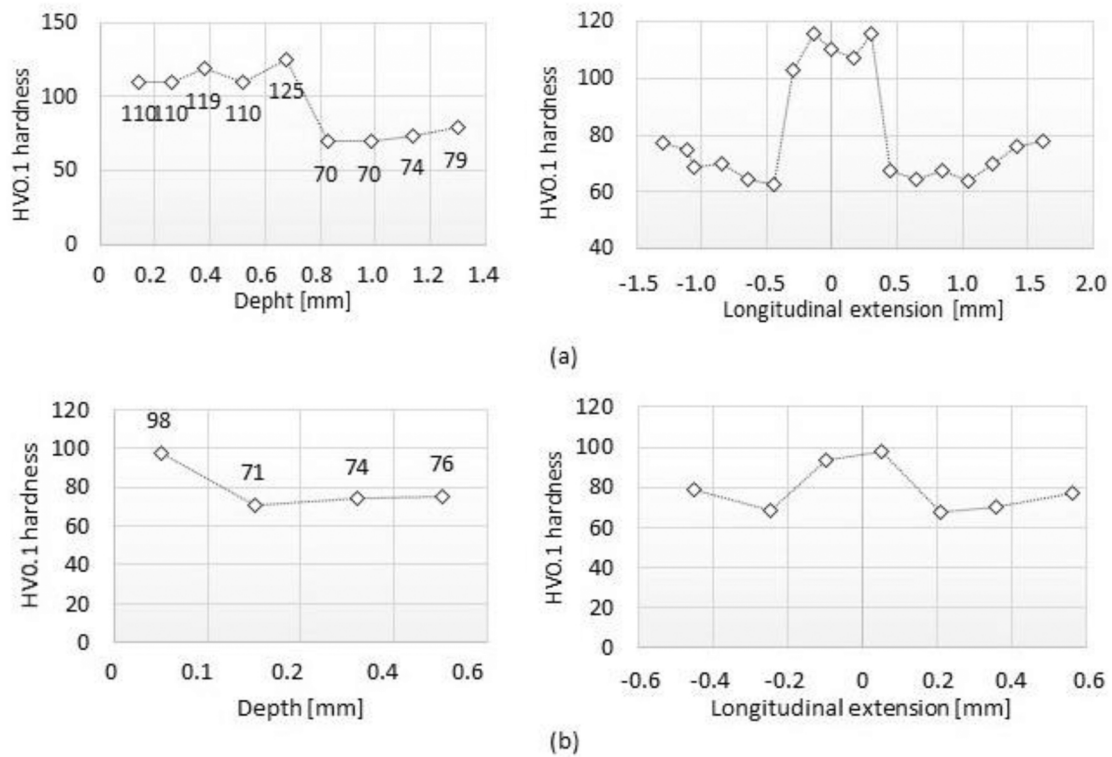 150
100
50
0
HV0.1 hardness
110
110
119
110
125
70
70
74
79
0 0.2 0.4 0.6 0.8 1.0 1.2 1.4
Depht [mm]
120
100
80
60
40
HV0.1 hardness
-1.5 -1.0 -0.5 0 0.5 1.0 1.5 2.0
Longitudinal extension [mm]
(a)
120
100
80
60
40
20
0
HV0.1 hardness
98
71
74
76
0 0.1 0.2 0.4 0.6
Depth [mm]
120
100
80
60
40
20
0
HV0.1 hardness
-0.6 -0.4 -0.2 0 0.2 0.4 0.6
Longitudinal extension [mm]
(b)